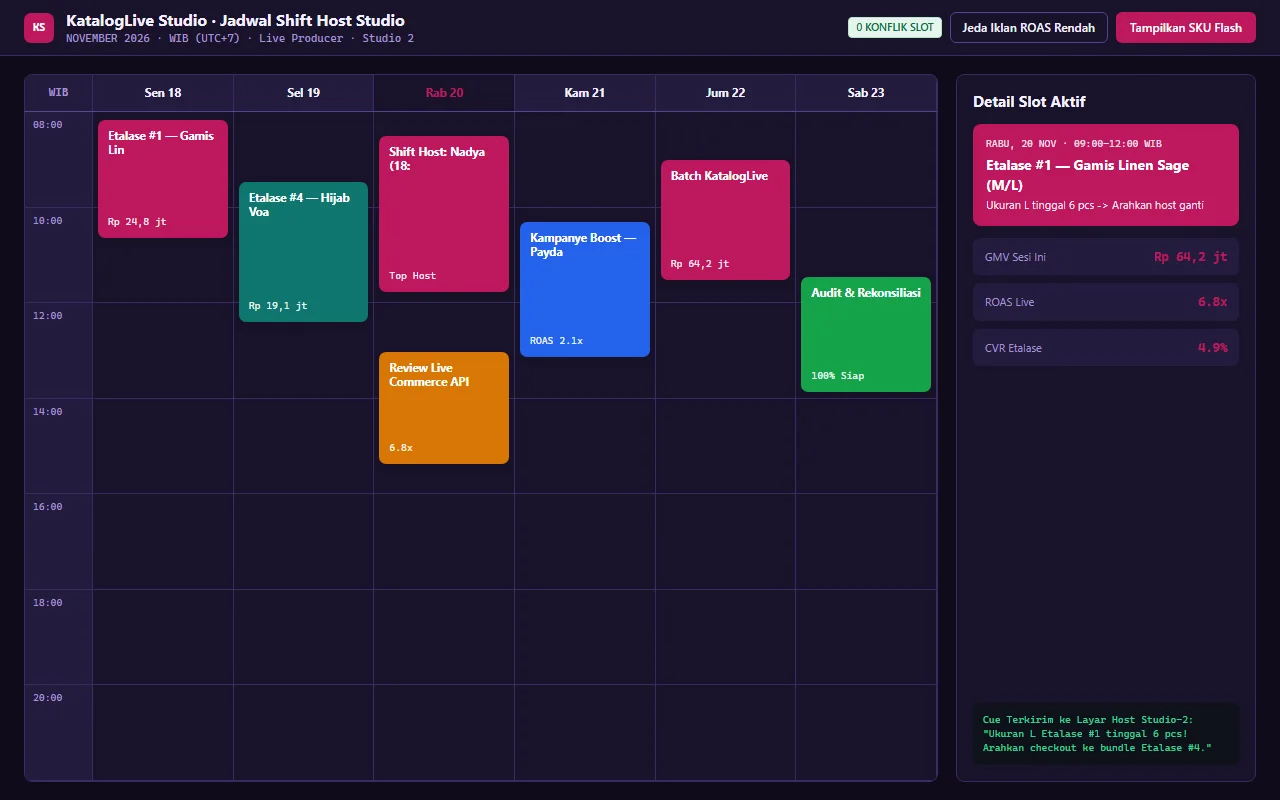 KS
KatalogLive Studio · Jadwal Shift Host Studio
NOVEMBER 2026 · WIB (UTC+7) · Live Producer · Studio 2
0 KONFLIK SLOT
Jeda Iklan ROAS Rendah
Tampilkan SKU Flash
WIB
Sen 18
Sel 19
Rab 20
Kam 21
Jum 22
Sab 23
08:00
10:00
12:00
14:00
16:00
18:00
20:00
Etalase #1 — Gamis
Lin
Rp 24,8 jt
Etalase #4 — Hijab
Voa
Rp 19,1 jt
Shift Host: Nadya
(18:
Top Host
Review Live
Commerce API
6.8x
Kampanye Boost —
Payda
ROAS 2.1x
Batch KatalogLive
Rp 64,2 jt
Audit & Rekonsiliasi
100% Siap
Detail Slot Aktif
RABU, 20 NOV · 09:00–12:00 WIB
Etalase #1 — Gamis Linen Sage
(M/L)
Ukuran L tinggal 6 pcs -> Arahkan host ganti
GMV Sesi Ini
Rp 64,2 jt
ROAS Live
6.8x
CVR Etalase
4.9%
Cue Terkirim ke Layar Host Studio-2:
"Ukuran L Etalase #1 tinggal 6 pcs!
Arahkan checkout ke bundle Etalase #4."